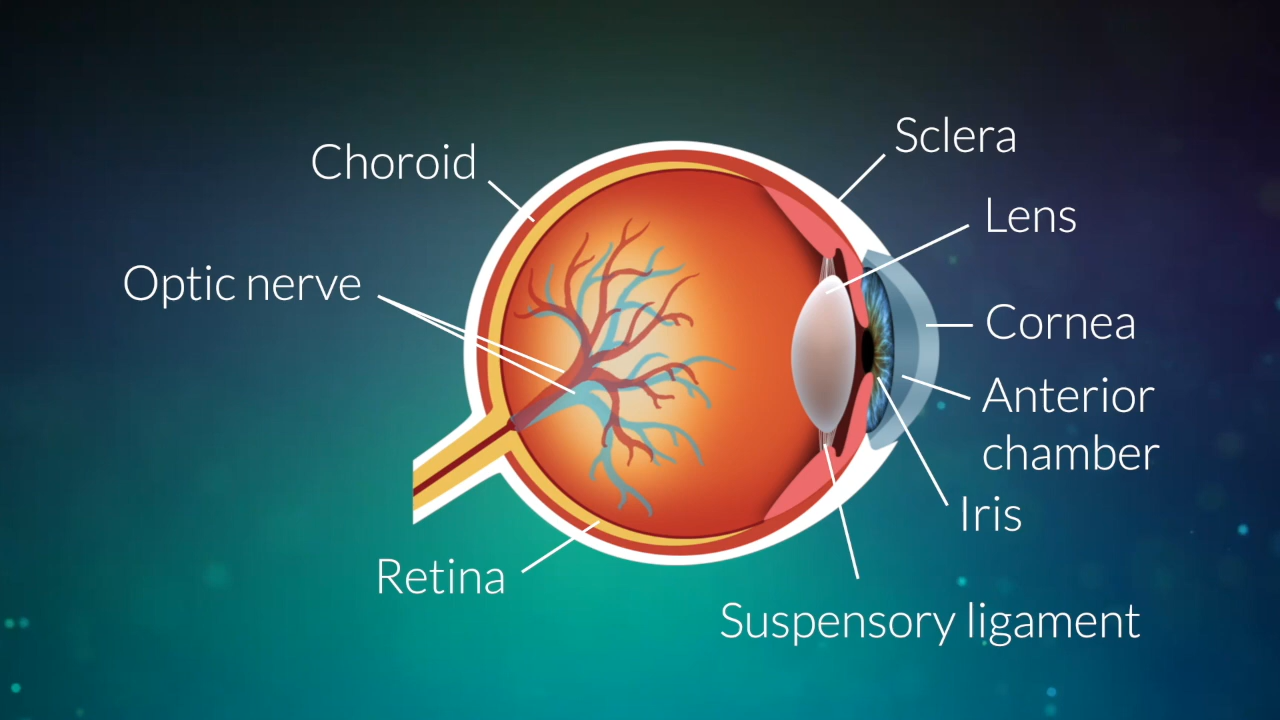 Sclera
Choroid
Lens
Optic nerve
Cornea
Anterior
chamber
Iris
Retina
Suspensory ligament